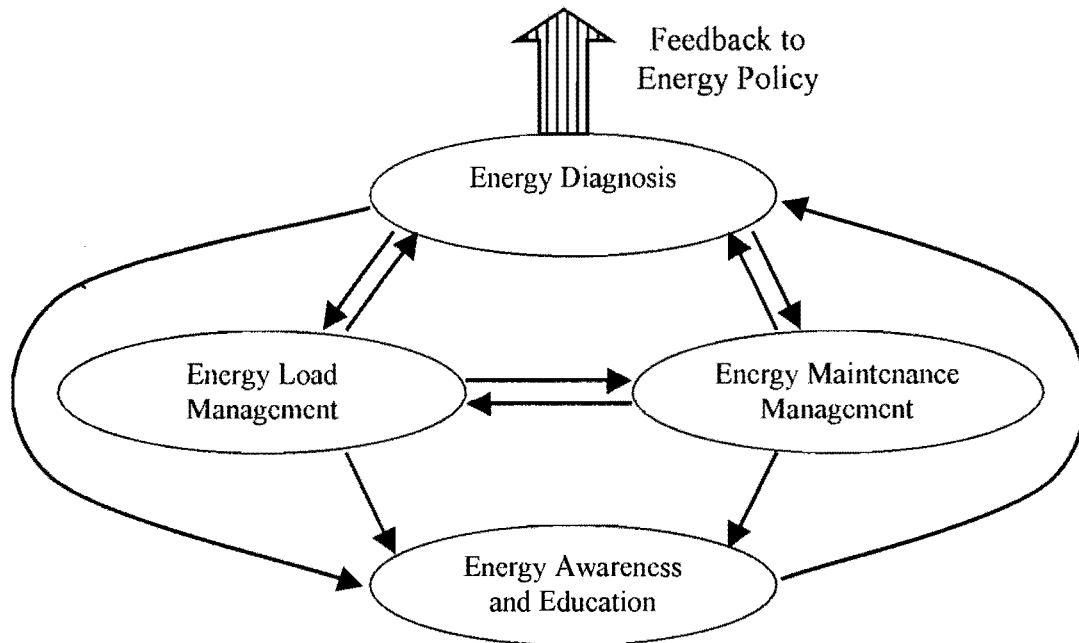 Feedback to
Energy Policy
Energy Diagnosis
Energy Load
Management
Energy Maintenance
Management
Energy Awareness
and Education